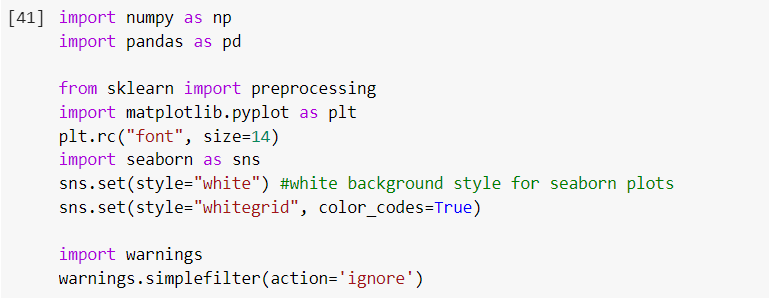 [41] import numpy as np
import pandas as pd
from sklearn import preprocessing
import matplotlib.pyplot as plt
plt.rc("font", size=14)
import seaborn as sns
sns.set(style="white") #white background style for seaborn plots
sns.set(style="whitegrid", color_codes=True)
import warnings
warnings.simplefilter(action='ignore')